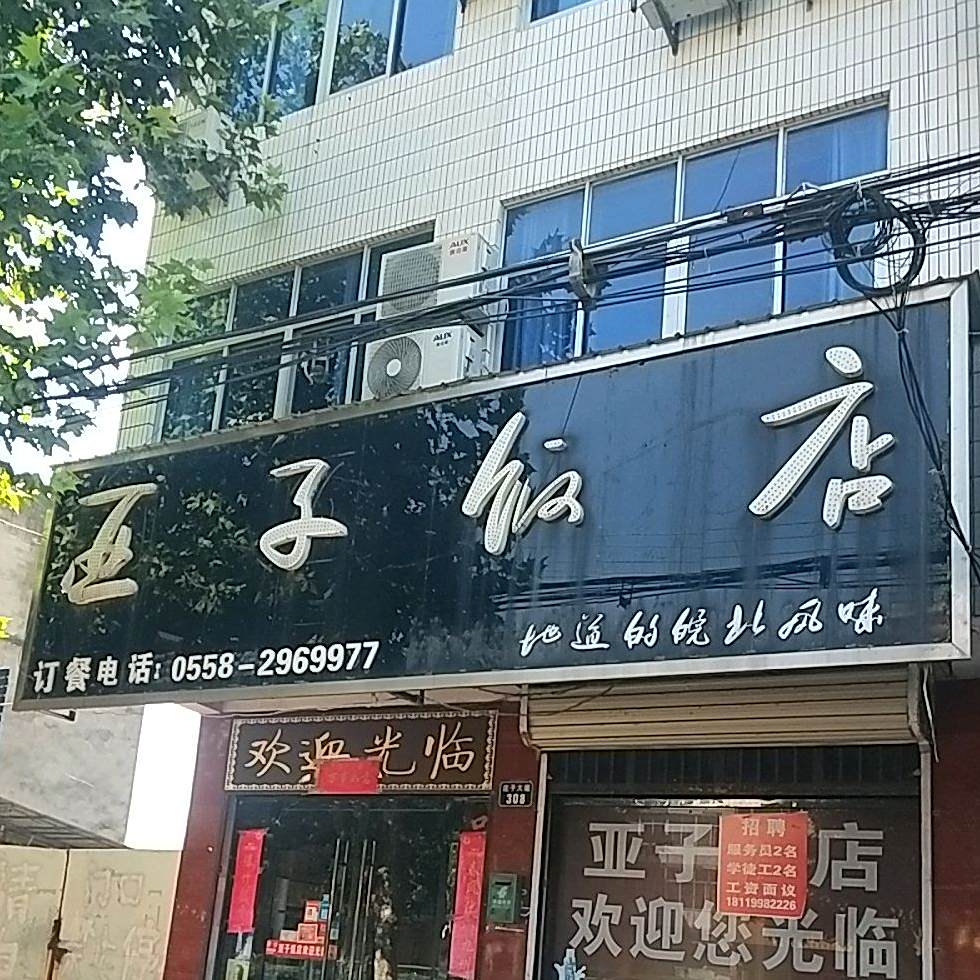 AUX
AUX
亚子饭店
订餐电话:0558-2969977
地道的皖北风味
欢迎光临
308
亚子 店
欢迎您光临
招聘
服务员2名
学徒工2名
工资面议
18119982226